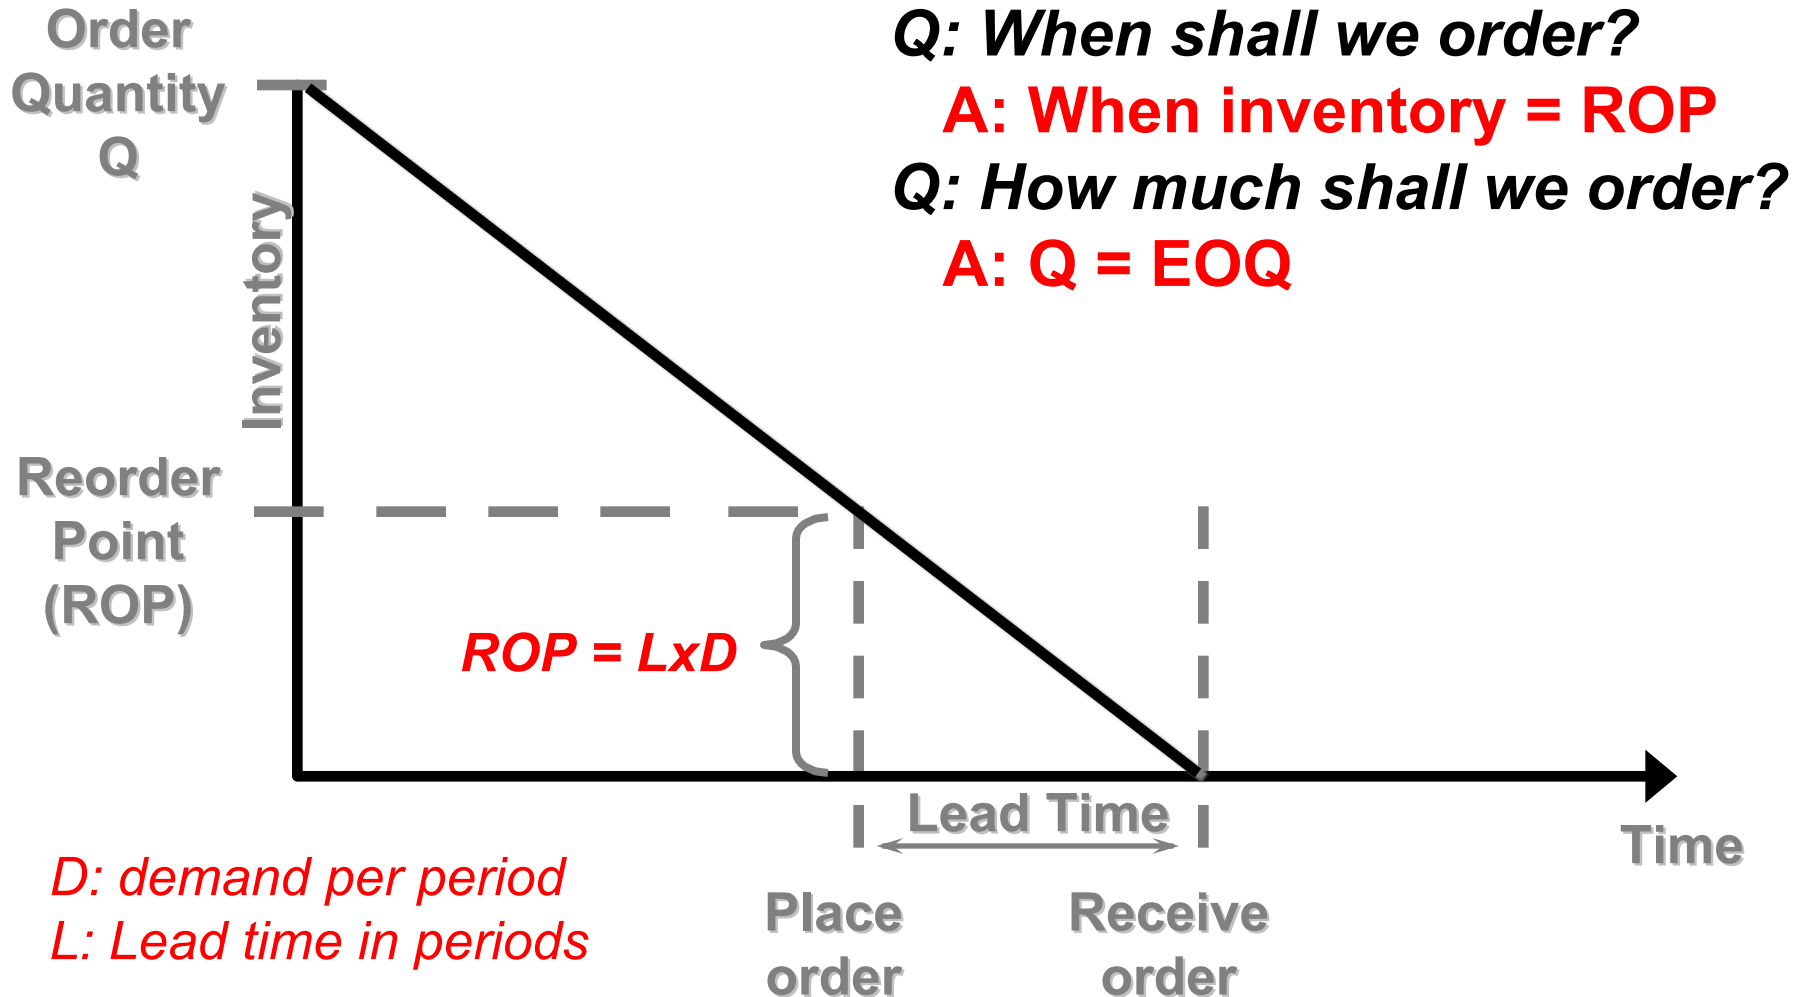 Order
Quantity
Q
Q: When shall we order?
A: When inventory = ROP
Q: How much shall we order?
A: Q = EOQ
Inventory
Reorder
Point
(ROP)
ROP = LxD
Lead Time
Time
D: demand per period
L: Lead time in periods
Place
order
Receive
order